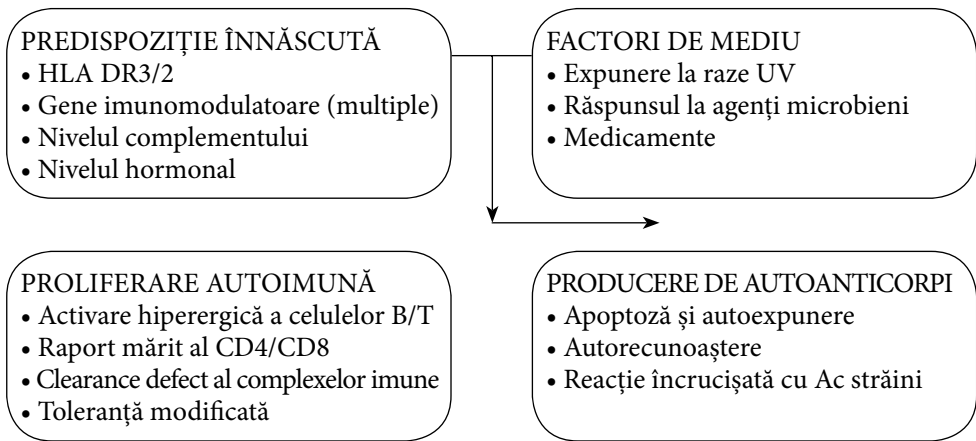 PREDISPOZIȚIE ÎNNĂSCUTĂ
• HLA DR3/2
• Gene imunomodulatoare (multiple)
• Nivelul complementului
• Nivelul hormonal
FACTORI DE MEDIU
• Expunere la raze UV
• Răspunsul la agenți microbieni
• Medicamente
PROLIFERARE AUTOIMUNĂ
• Activare hiperergică a celulelor B/T
• Raport mărit al CD4/CD8
• Clearance defect al complexelor imune
• Toleranță modificată
PRODUCERE DE AUTOANTICORPI
• Apoptoză și autoexpunere
• Autorecunoaștere
• Reacție încrucișată cu Ac străini